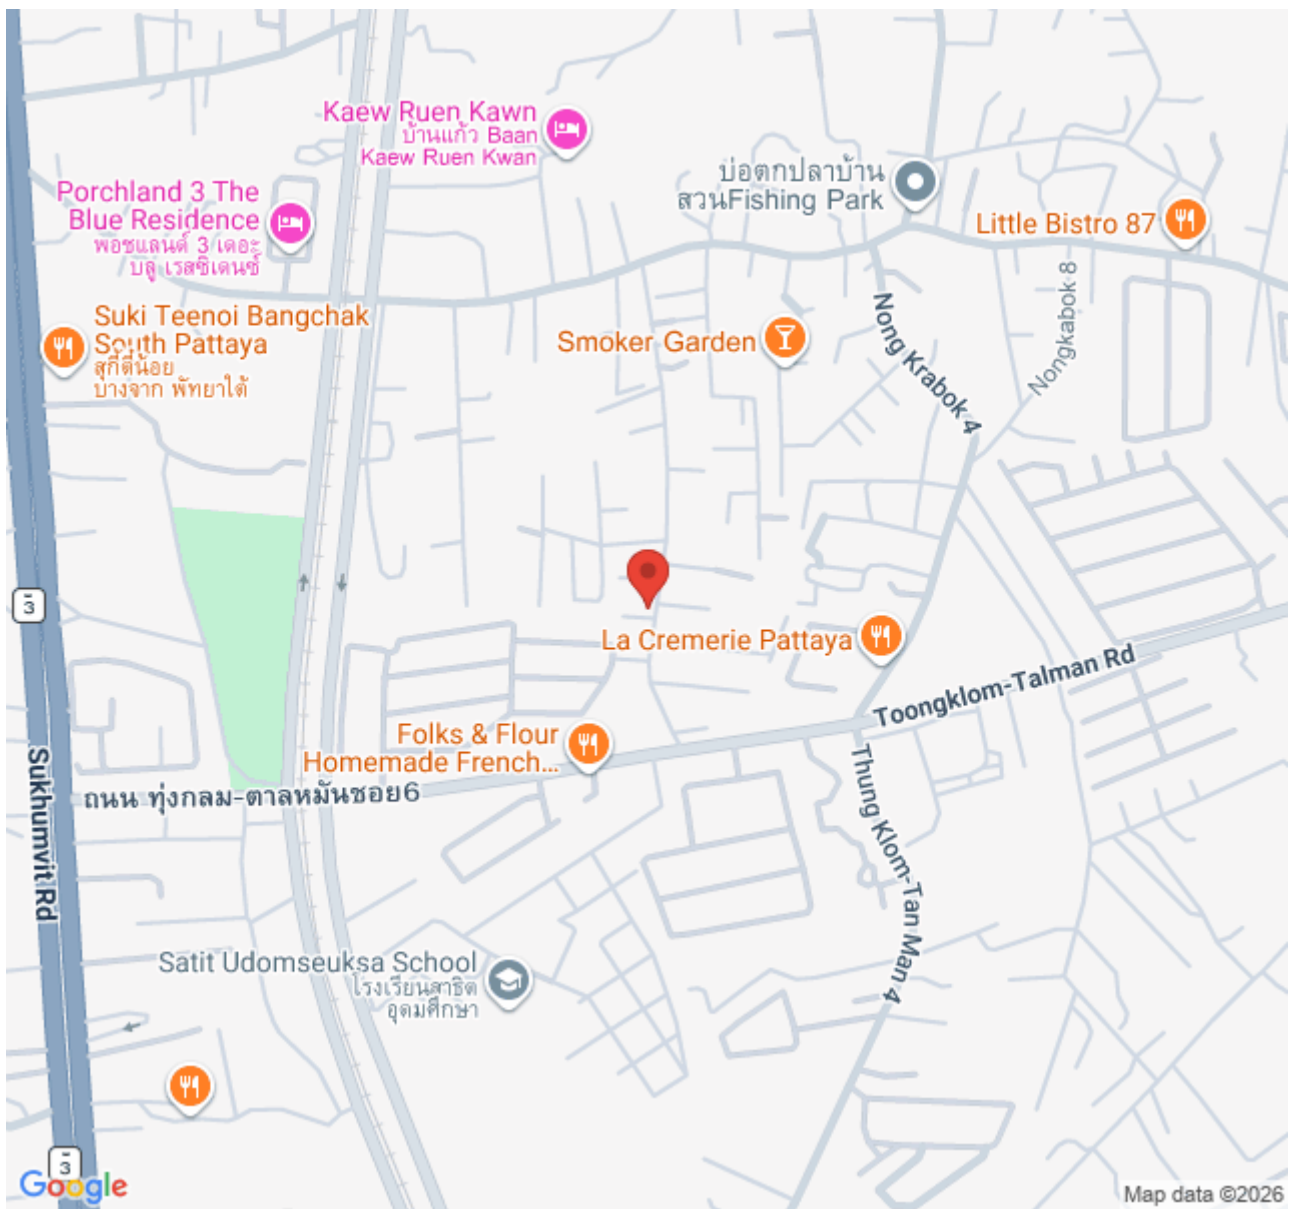 Kaew Ruen Kawn
บ้านแก้ว Baan
Kaew Ruen Kwan
บ่อตกปลาบ้าน
สวนFishing Park
Porchland 3 The
Blue Residence
พอชแลนด์ 3 เดอะ
บลู เรสซิเดนซ์
Little Bistro 87
Suki Teenoi Bangchak
South Pattaya
สุกี้ตี๋น้อย
บางจาก พัทยาใต้
Smoker Garden
Nong Krabok 4
Nongkabok 8
3
La Cremerie Pattaya
Toongklom-Talman Rd
Folks & Flour
Homemade French...
ถนน ทุ่งกลม-ตาลหมันซอย6
Sukhumvit Rd
Thung Klom-Tan Man 4
Satit Udomseuksa School
โรงเรียนสาธิต
อุดมศึกษา
3
Google
Map data ©2026